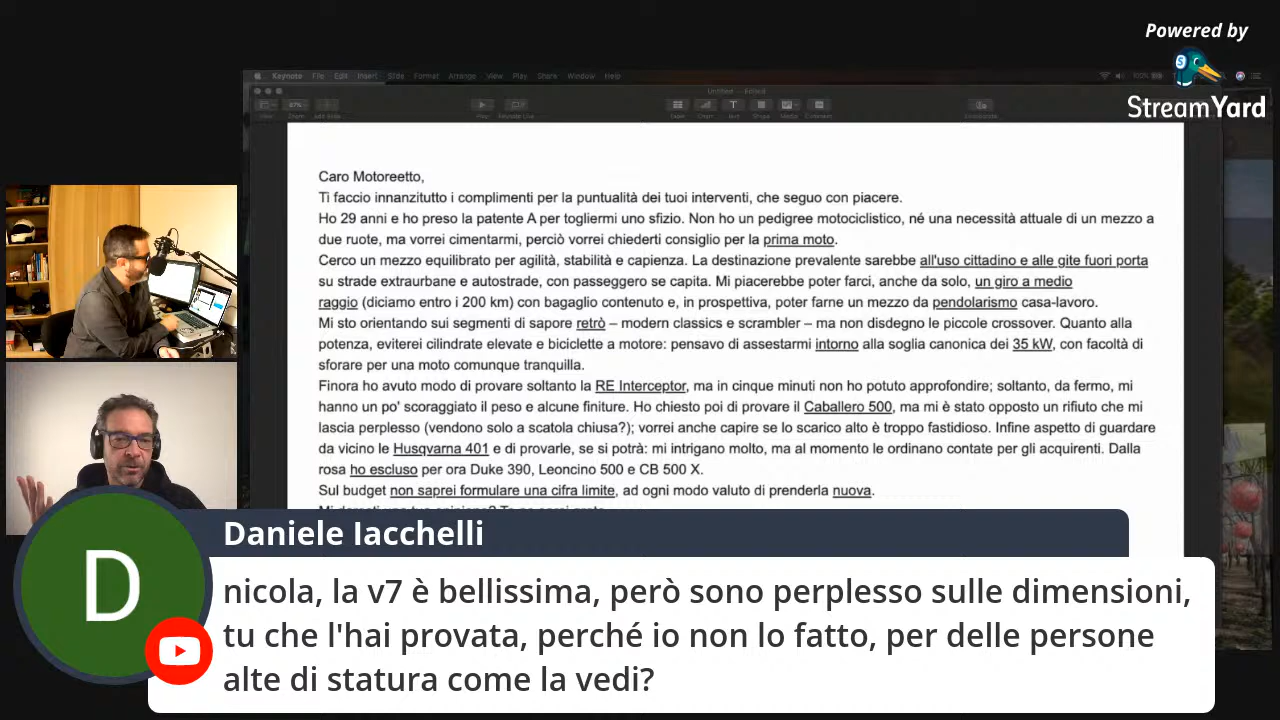 Powered by
StreamYard
Keynote File Edit Insert Slide Format Arrange View Play Share Window Help
Untitled — Edited
Caro Motoreetto,
Ti faccio innanzitutto i complimenti per la puntualità dei tuoi interventi, che seguo con piacere.
Ho 29 anni e ho preso la patente A per togliermi uno sfizio. Non ho un pedigree motociclistico, né una necessità attuale di un mezzo a
due ruote, ma vorrei cimentarmi, perciò vorrei chiederti consiglio per la prima moto.
Cerco un mezzo equilibrato per agilità, stabilità e capienza. La destinazione prevalente sarebbe all'uso cittadino e alle gite fuori porta
su strade extraurbane e autostrade, con passeggero se capita. Mi piacerebbe poter farci, anche da solo, un giro a medio
raggio (diciamo entro i 200 km) con bagaglio contenuto e, in prospettiva, poter farne un mezzo da pendolarismo casa-lavoro.
Mi sto orientando sui segmenti di sapore retrò – modern classics e scrambler – ma non disdegno le piccole crossover. Quanto alla
potenza, eviterei cilindrate elevate e biciclette a motore: pensavo di assestarmi intorno alla soglia canonica dei 35 kW, con facoltà di
sforare per una moto comunque tranquilla.
Finora ho avuto modo di provare soltanto la RE Interceptor, ma in cinque minuti non ho potuto approfondire; soltanto, da fermo, mi
hanno un po' scoraggiato il peso e alcune finiture. Ho chiesto poi di provare il Caballero 500, ma mi è stato opposto un rifiuto che mi
lascia perplesso (vendono solo a scatola chiusa?); vorrei anche capire se lo scarico alto è troppo fastidioso. Infine aspetto di guardare
da vicino le Husqvarna 401 e di provarle, se si potrà: mi intrigano molto, ma al momento le ordinano contate per gli acquirenti. Dalla
rosa ho escluso per ora Duke 390, Leoncino 500 e CB 500 X.
Sul budget non saprei formulare una cifra limite, ad ogni modo valuto di prenderla nuova.
D
Daniele Iacchelli
nicola, la v7 è bellissima, però sono perplesso sulle dimensioni,
tu che l'hai provata, perché io non lo fatto, per delle persone
alte di statura come la vedi?